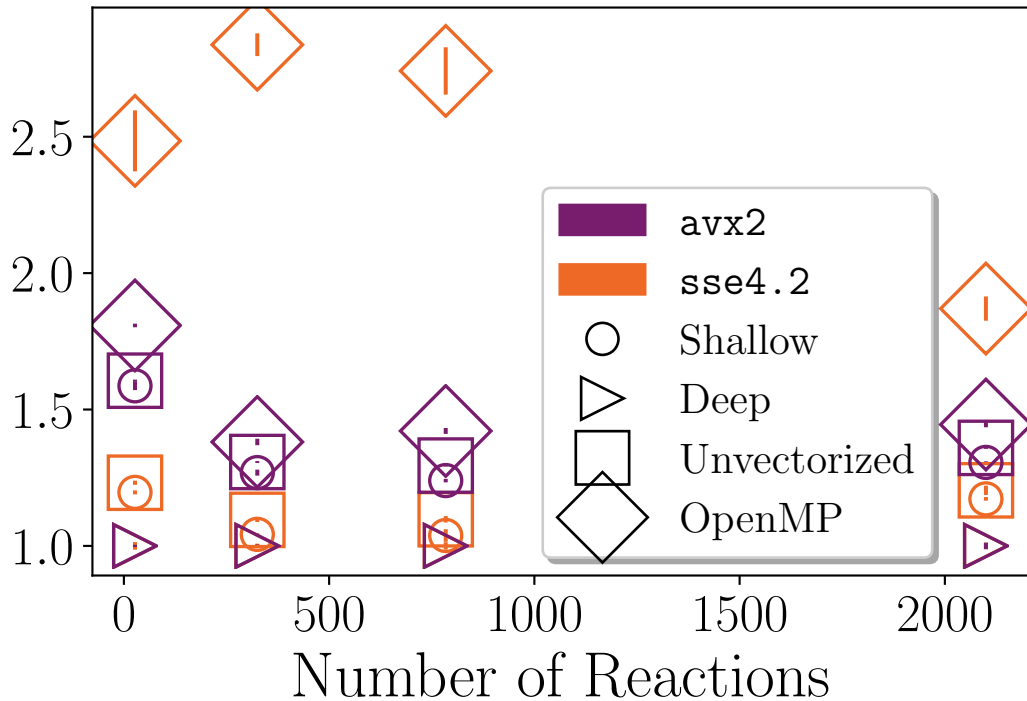 2.5
2.0
1.5
1.0
avx2
sse4.2
Shallow
Deep
Unvectorized
OpenMP
0 500 1000 1500 2000
Number of Reactions